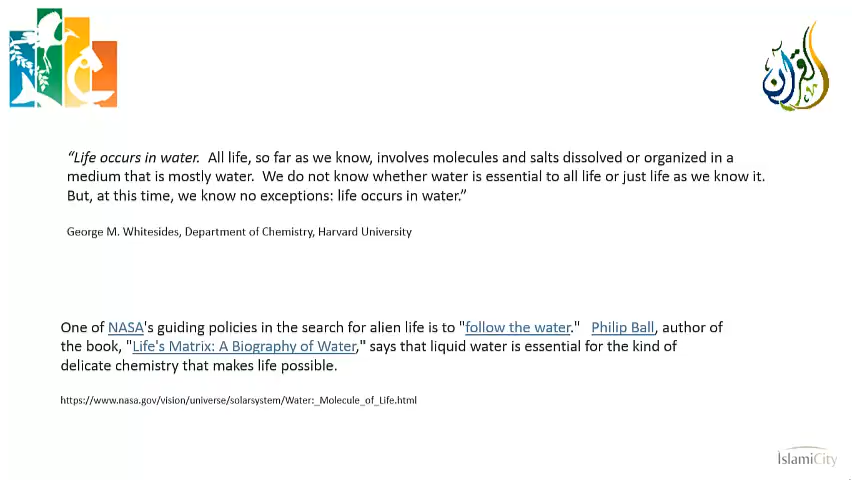 القرآن
“Life occurs in water.  All life, so far as we know, involves molecules and salts dissolved or organized in a
medium that is mostly water.  We do not know whether water is essential to all life or just life as we know it.
But, at this time, we know no exceptions: life occurs in water.”
George M. Whitesides, Department of Chemistry, Harvard University
One of NASA's guiding policies in the search for alien life is to "follow the water."   Philip Ball, author of
the book, "Life's Matrix: A Biography of Water," says that liquid water is essential for the kind of
delicate chemistry that makes life possible.
https://www.nasa.gov/vision/universe/solarsystem/Water:_Molecule_of_Life.html
IslamiCity